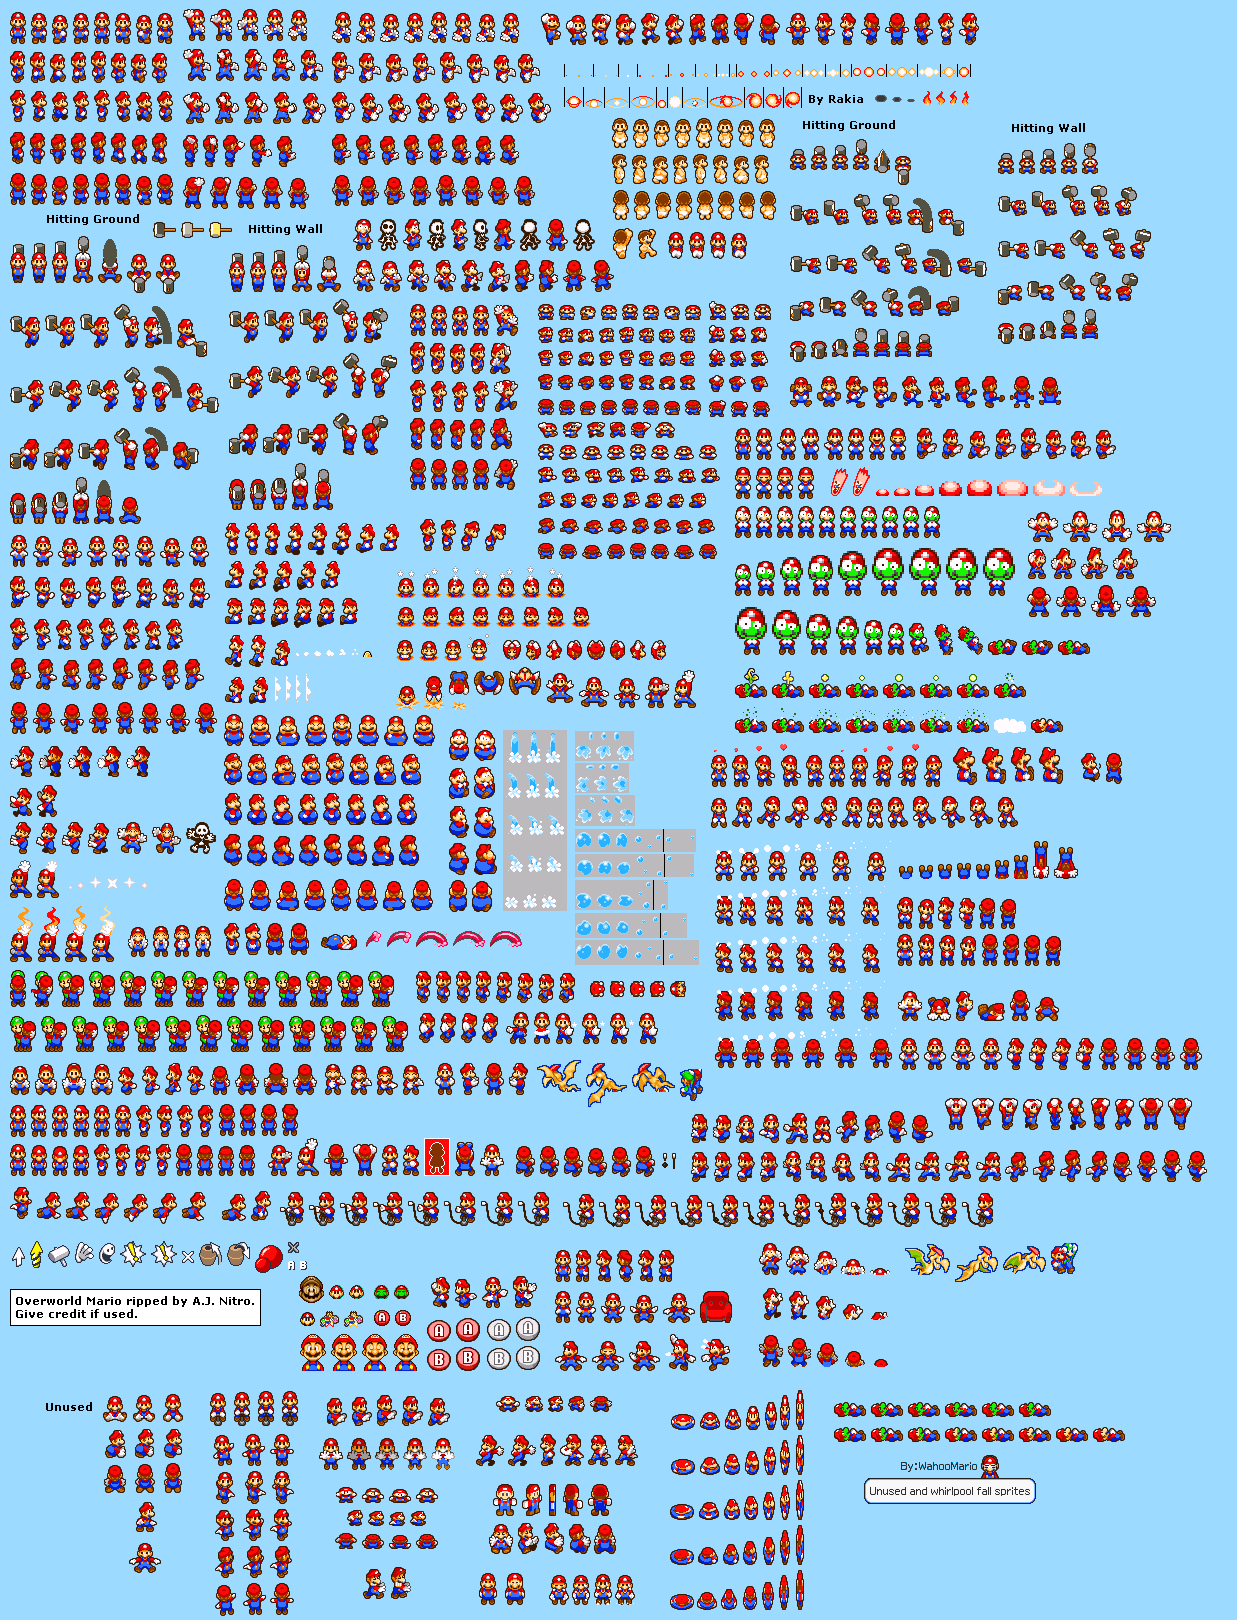 By Rakia
Hitting Ground
Hitting Wall
Hitting Ground
Hitting Wall
A B
Overworld Mario ripped by A.J. Nitro.
Give credit if used.
A B
A A A A
B B B B
Unused
By:WahooMario
Unused and whirlpool fall sprites